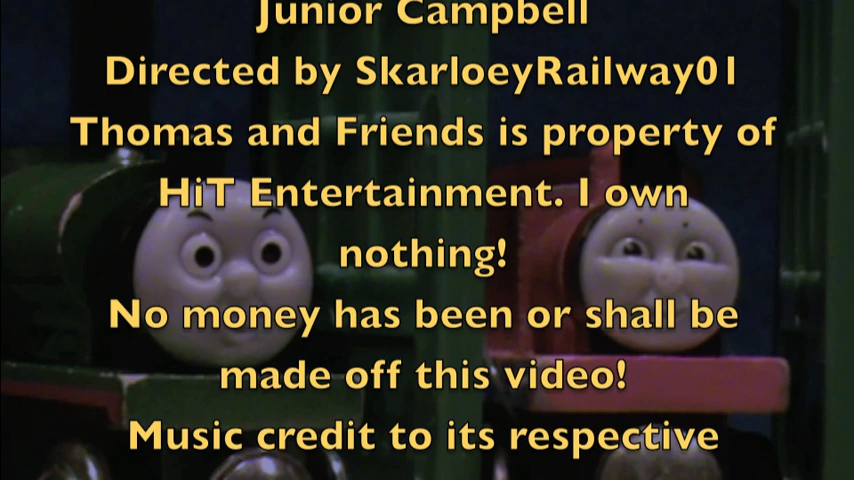 Junior Campbell
Directed by SkarloeyRailway01
Thomas and Friends is property of
HiT Entertainment. I own
nothing!
No money has been or shall be
made off this video!
Music credit to its respective